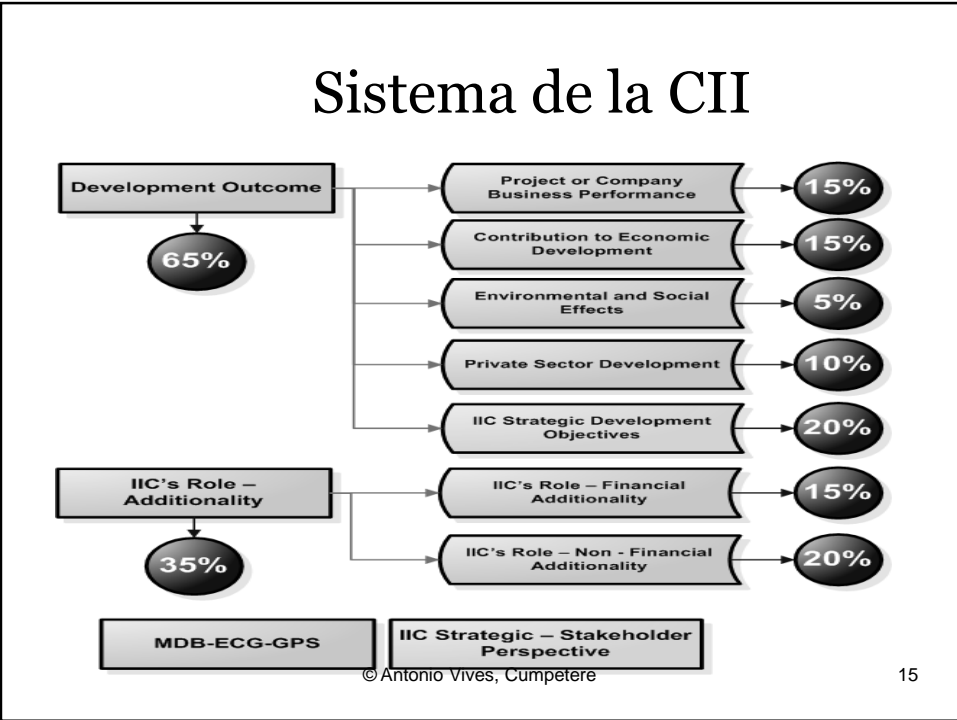 Sistema de la CII
Development Outcome
65%
Project or Company
Business Performance
15%
Contribution to Economic
Development
15%
Environmental and Social
Effects
5%
Private Sector Development
10%
IIC Strategic Development
Objectives
20%
IIC's Role –
Additionality
35%
IIC's Role – Financial
Additionality
15%
IIC's Role – Non - Financial
Additionality
20%
MDB-ECG-GPS
IIC Strategic – Stakeholder
Perspective
© Antonio Vives, Cumpetere
15